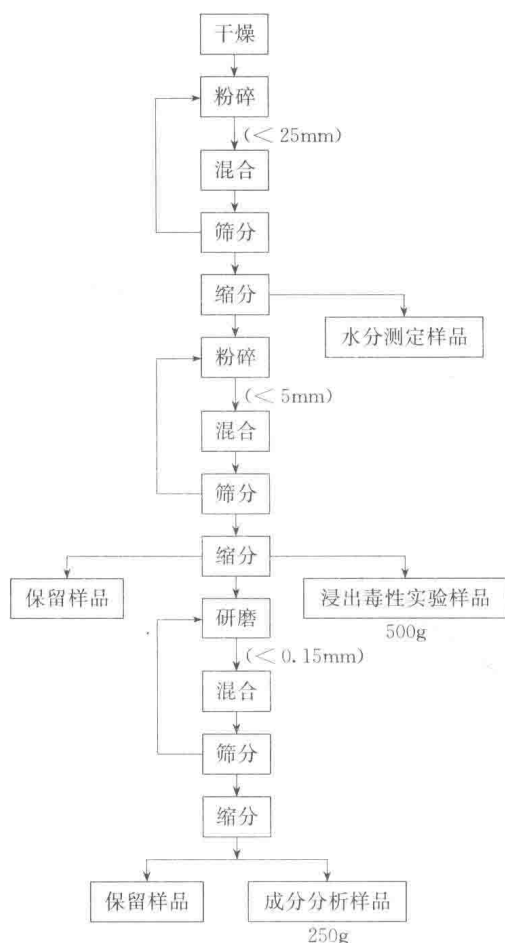 干燥
粉碎
(<25mm)
混合
筛分
缩分
水分测定样品
粉碎
(<5mm)
混合
筛分
缩分
保留样品
浸出毒性实验样品
500g
研磨
(<0.15mm)
混合
筛分
缩分
保留样品
成分分析样品
250g